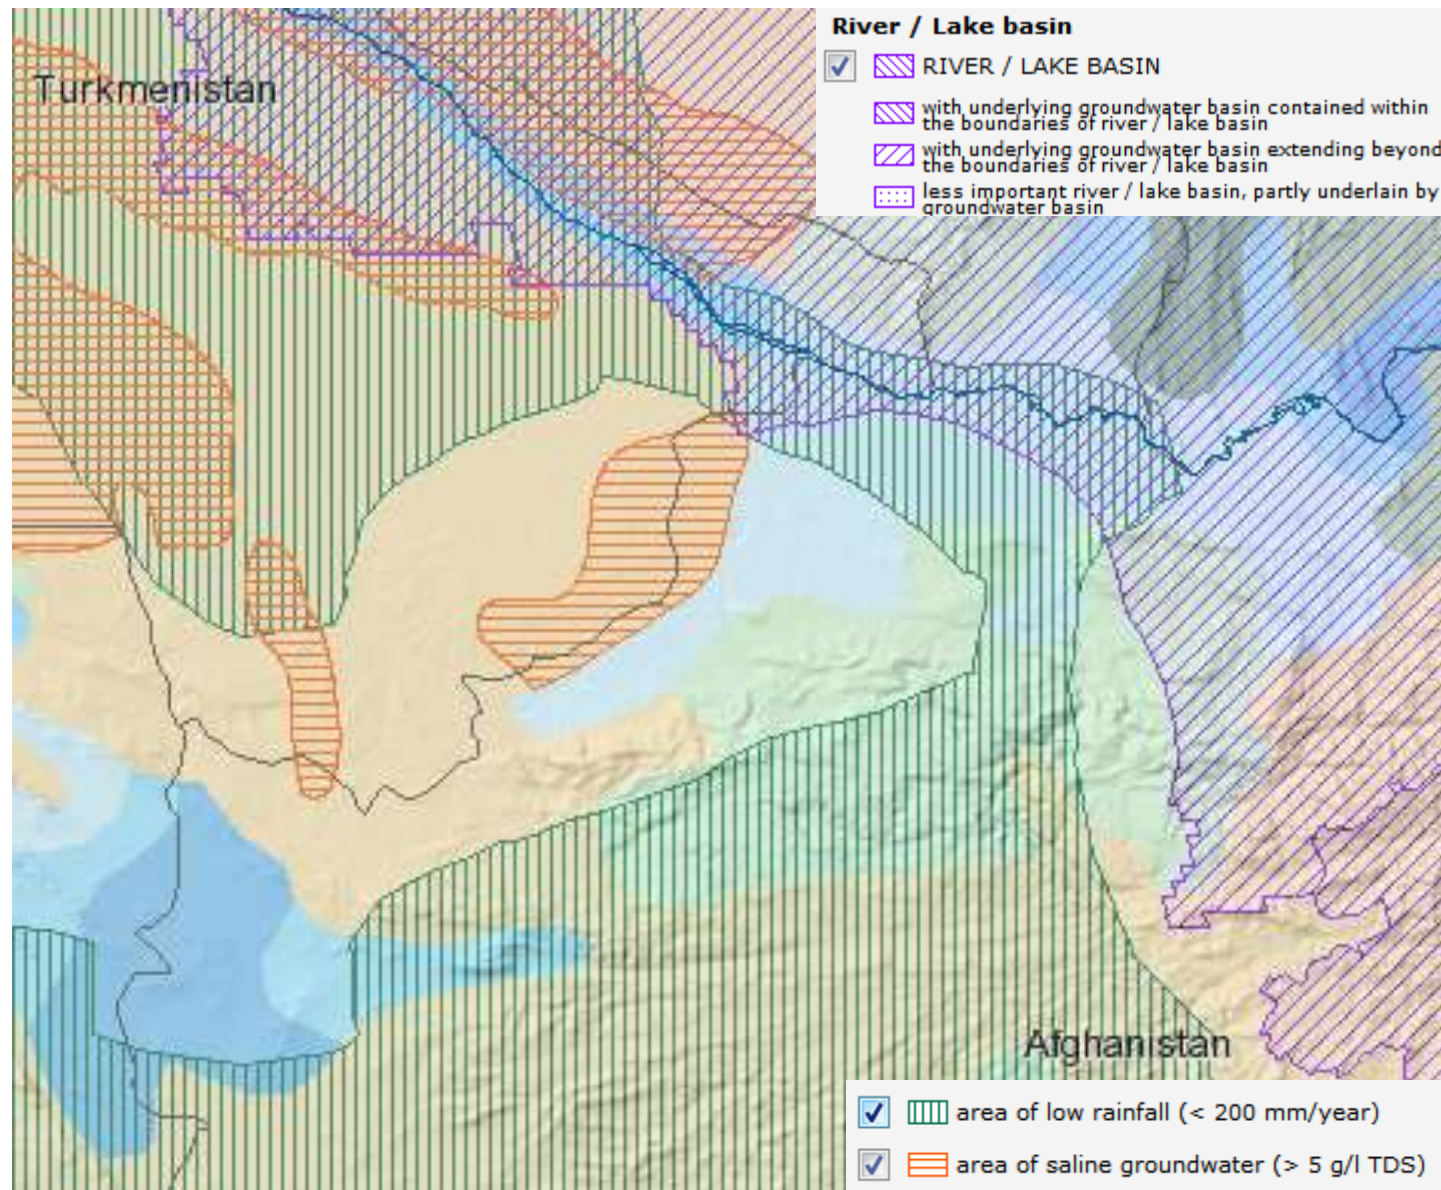 River / Lake basin
RIVER / LAKE BASIN
Turkmenistan
with underlying groundwater basin contained within
the boundaries of river / lake basin
with underlying groundwater basin extending beyond
the boundaries of river / lake basin
less important river / lake basin, partly underlain by
groundwater basin
Afghanistan
area of low rainfall (< 200 mm/year)
area of saline groundwater (> 5 g/l TDS)